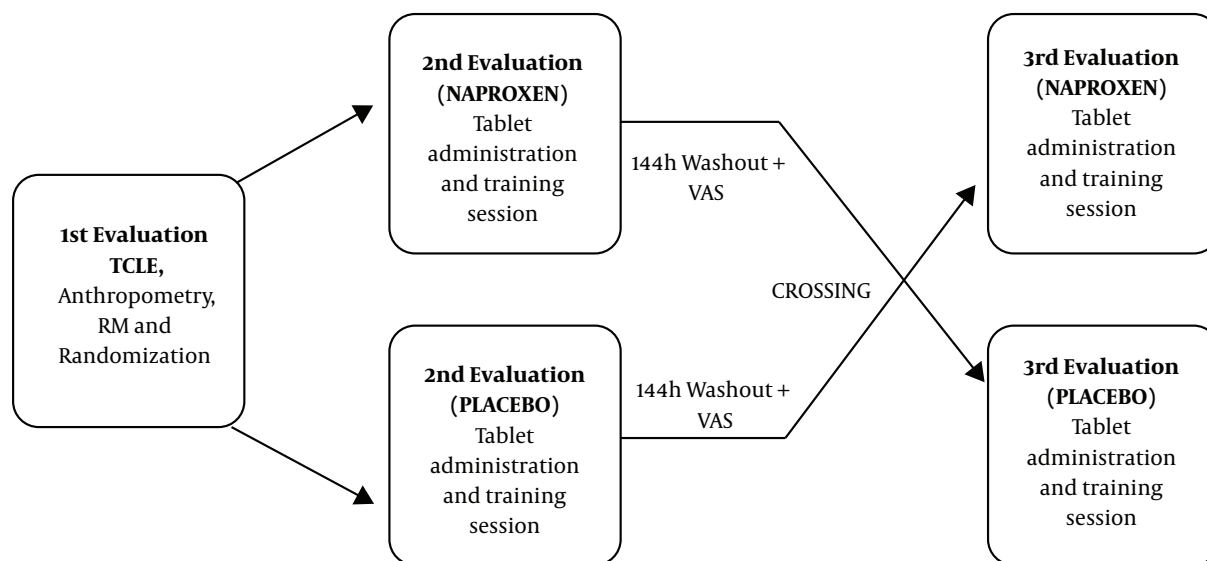 1st Evaluation
TCLE,
Anthropometry,
RM and
Randomization
2nd Evaluation
(NAPROXEN)
Tablet
administration
and training
session
2nd Evaluation
(PLACEBO)
Tablet
administration
and training
session
144h Washout +
VAS
CROSSING
144h Washout +
VAS
3rd Evaluation
(NAPROXEN)
Tablet
administration
and training
session
3rd Evaluation
(PLACEBO)
Tablet
administration
and training
session